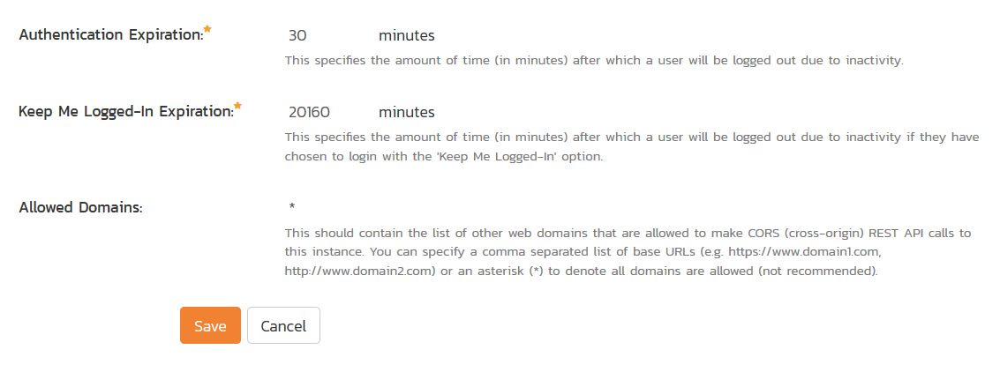 Authentication Expiration:* 30 minutes
This specifies the amount of time (in minutes) after which a user will be logged out due to inactivity.
Keep Me Logged-In Expiration:* 20160 minutes
This specifies the amount of time (in minutes) after which a user will be logged out due to inactivity if they have
chosen to login with the 'Keep Me Logged-In' option.
Allowed Domains: *
This should contain the list of other web domains that are allowed to make CORS (cross-origin) REST API calls to
this instance. You can specify a comma separated list of base URLs (e.g. https://www.domain1.com,
http://www.domain2.com) or an asterisk (*) to denote all domains are allowed (not recommended).
Save Cancel